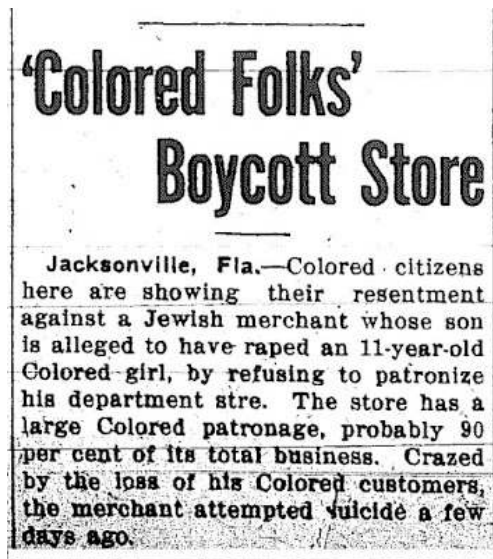 ‘Colored Folks’
Boycott Store
Jacksonville, Fla.—Colored citizens
here are showing their resentment
against a Jewish merchant whose son
is alleged to have raped an 11-year-old
Colored girl, by refusing to patronize
his department stre. The store has a
large Colored patronage, probably 90
per cent of its total business. Crazed
by the loss of his Colored customers,
the merchant attempted suicide a few
days ago.